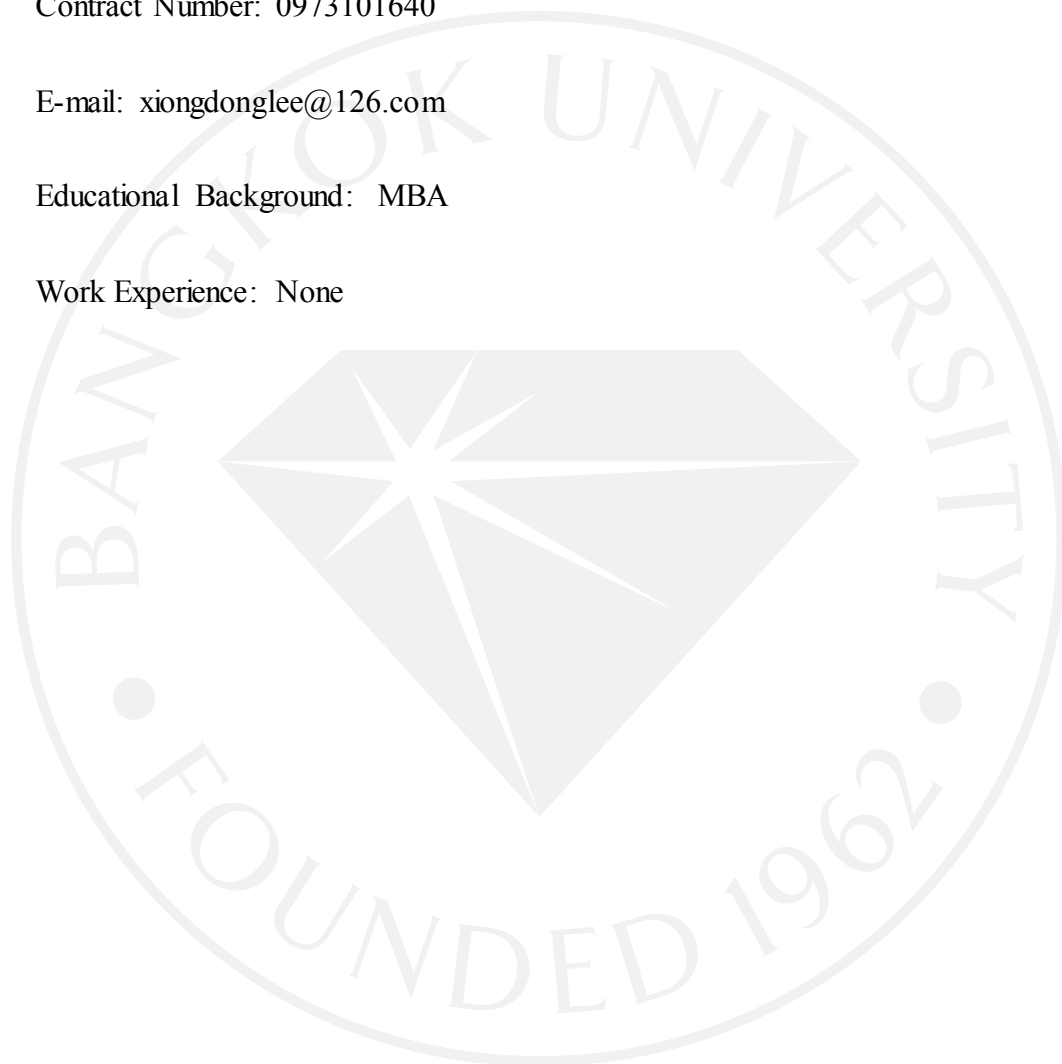 Contract Number: 0973101640
E-mail: xiongdonglee@126.com
Educational Background: MBA
Work Experience: None
BANGKOK UNIVERSITY
FOUNDED 1962